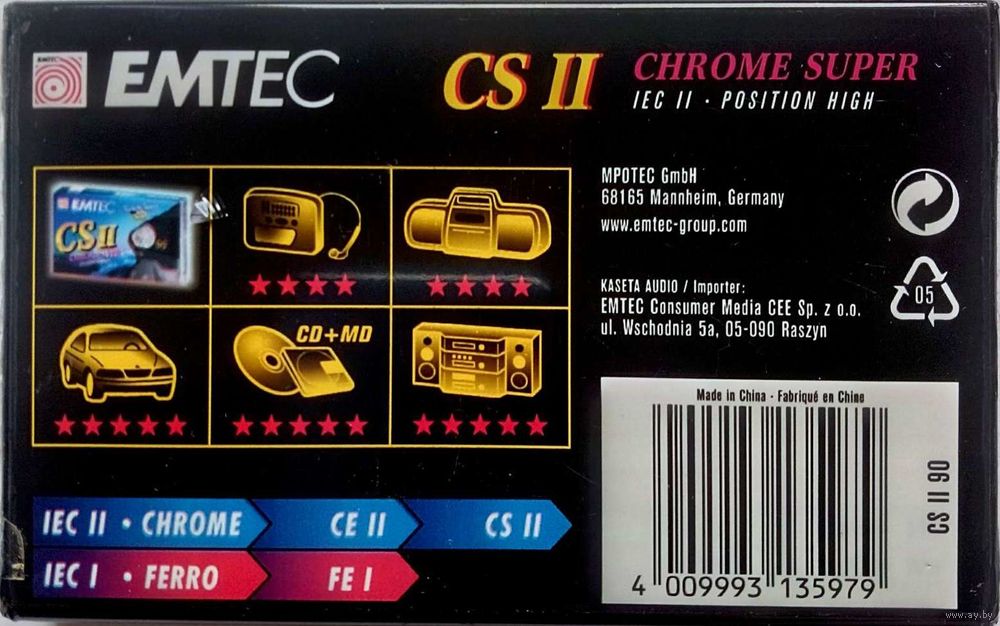 EMTEC
CS II
CHROME SUPER
IEC II · POSITION HIGH
EMTEC
CS II
CD+MD
MPOTEC GmbH
68165 Mannheim, Germany
www.emtec-group.com
KASETA AUDIO / Importer:
EMTEC Consumer Media CEE Sp. z o.o.
ul. Wschodnia 5a, 05-090 Raszyn
05
IEC II · CHROME
CE II
CS II
IEC I · FERRO
FE I
Made in China · Fabriqué en Chine
4 009993 135979
CS II 90
www.ay.by